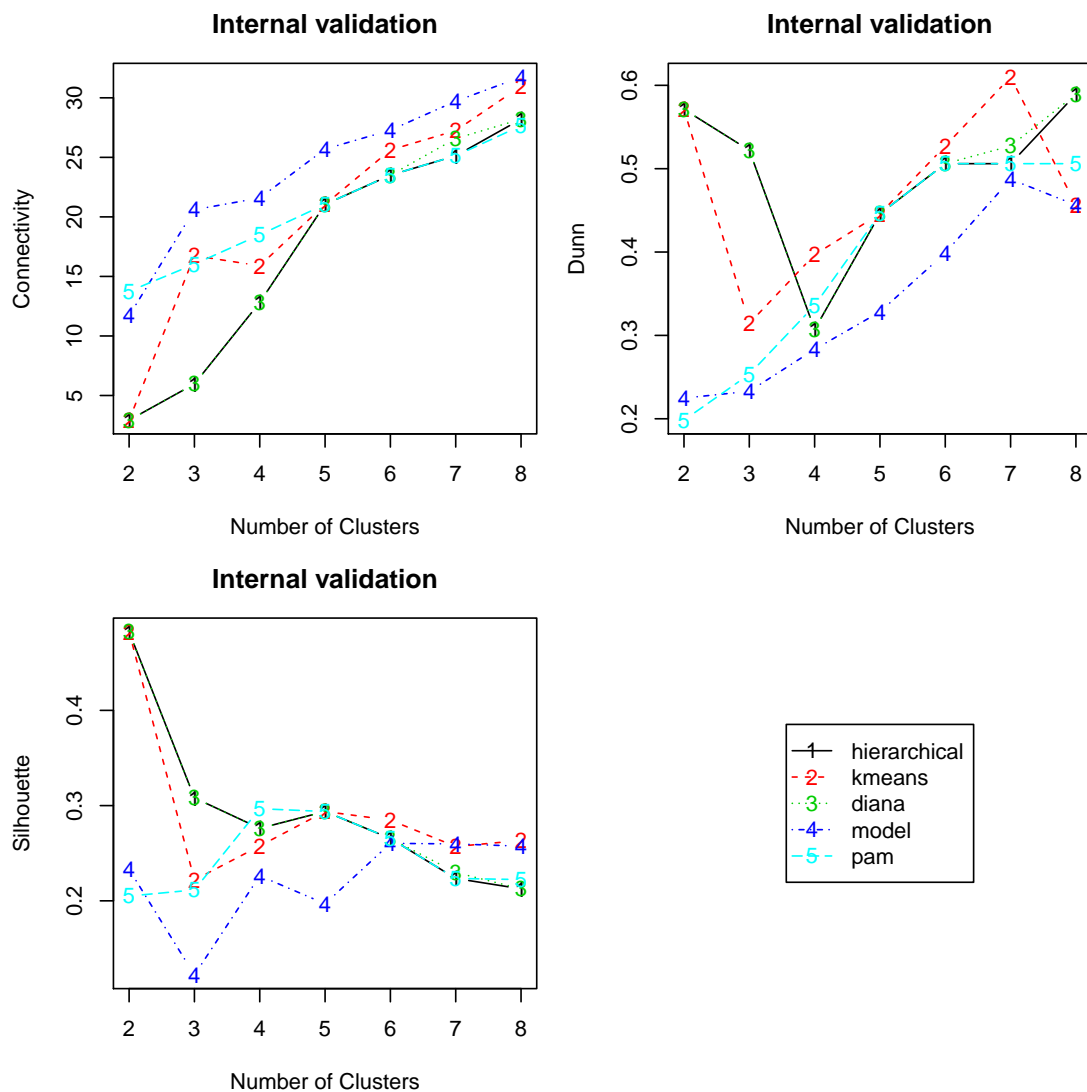 Internal validation
30
25
20
15
10
5
Connectivity
2 3 4 5 6 7 8
Number of Clusters
Internal validation
0.6
0.5
0.4
0.3
0.2
Dunn
2 3 4 5 6 7 8
Number of Clusters
Internal validation
0.4
0.3
0.2
Silhouette
2 3 4 5 6 7 8
Number of Clusters
1 hierarchical
2 kmeans
3 diana
4 model
5 pam